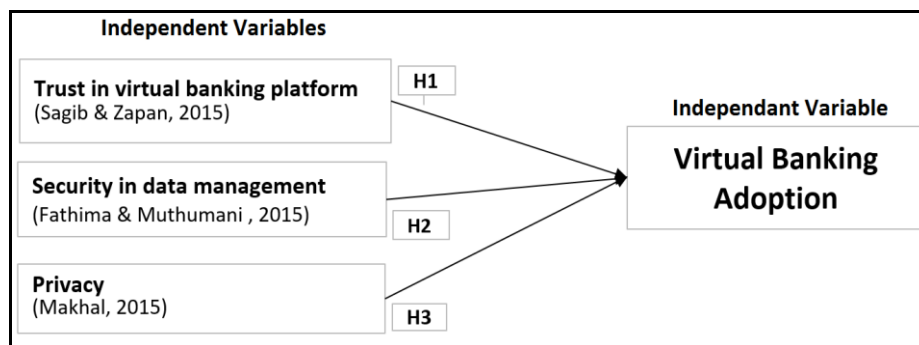 Independent Variables
Trust in virtual banking platform
(Sagib & Zapan, 2015)
H1
Security in data management
(Fathima & Muthumani , 2015)
H2
Privacy
(Makhal, 2015)
H3
Independant Variable
Virtual Banking
Adoption